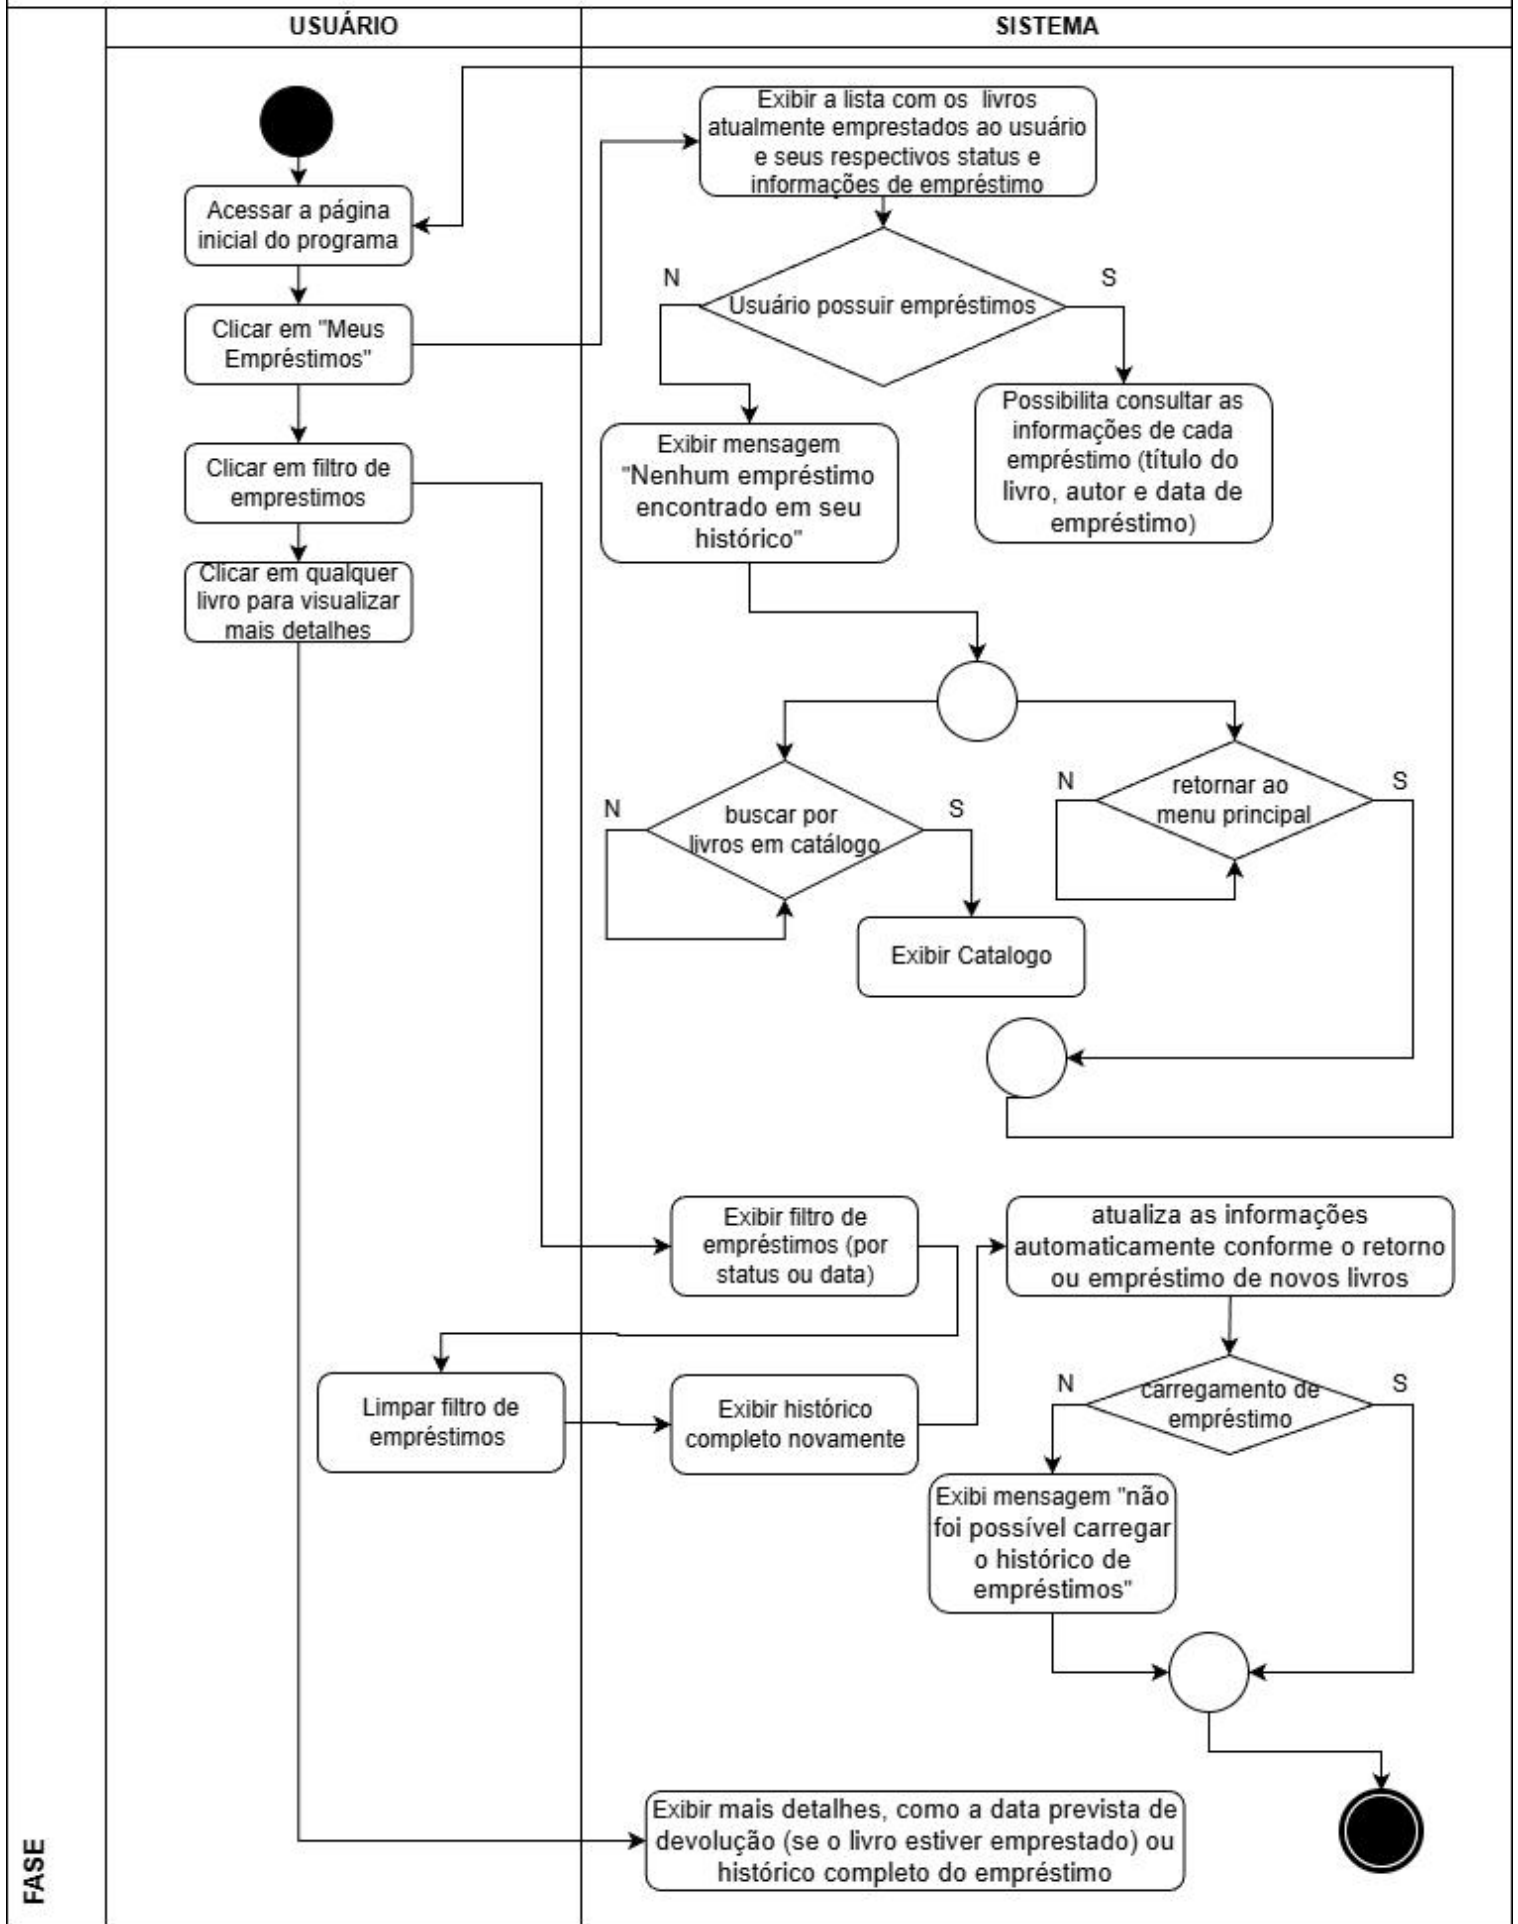 USUÁRIO
SISTEMA
Acessar a página
inicial do programa
Clicar em "Meus
Empréstimos"
Clicar em filtro de
emprestimos
Clicar em qualquer
livro para visualizar
mais detalhes
Exibir a lista com os livros
atualmente emprestados ao usuário
e seus respectivos status e
informações de empréstimo
Usuário possuir empréstimos
N
S
Exibir mensagem
"Nenhum empréstimo
encontrado em seu
histórico"
Possibilita consultar as
informações de cada
empréstimo (título do
livro, autor e data de
empréstimo)
N
buscar por
livros em catálogo
S
N
retornar ao
menu principal
S
Exibir Catalogo
Exibir filtro de
empréstimos (por
status ou data)
Limpar filtro de
empréstimos
Exibir histórico
completo novamente
atualiza as informações
automaticamente conforme o retorno
ou empréstimo de novos livros
N
carregamento de
empréstimo
S
Exibi mensagem "não
foi possível carregar
o histórico de
empréstimos"
Exibir mais detalhes, como a data prevista de
devolução (se o livro estiver emprestado) ou
histórico completo do empréstimo
FASE